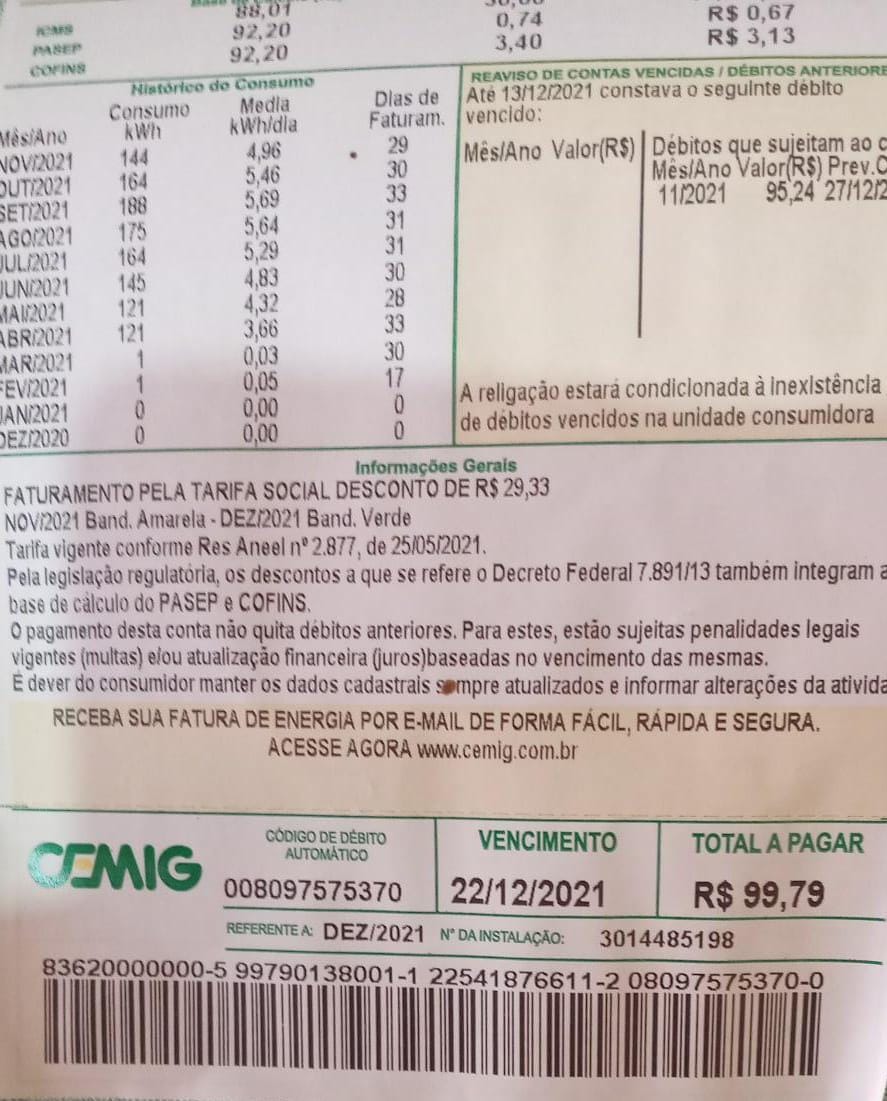 88,01
ICMS 92,20 0,74 R$ 0,67
PASEP 92,20 3,40 R$ 3,13
COFINS
Histórico do Consumo
Mês/Ano Consumo kWh Media kWh/dia Dias de Faturam.
NOV/2021 144 4,96 29
OUT/2021 164 5,46 30
SET/2021 188 5,69 33
AGO/2021 175 5,64 31
JUL/2021 164 5,29 31
JUN/2021 145 4,83 30
MAI/2021 121 4,32 28
ABR/2021 121 3,66 33
MAR/2021 1 0,03 30
FEV/2021 1 0,05 17
JAN/2021 0 0,00 0
DEZ/2020 0 0,00 0
REAVISO DE CONTAS VENCIDAS / DÉBITOS ANTERIORE
Até 13/12/2021 constava o seguinte débito
vencido:
Mês/Ano Valor(R$)
Débitos que sujeitam ao c
Mês/Ano Valor(R$) Prev.C
11/2021 95,24 27/12/2
A religação estará condicionada à inexistência
de débitos vencidos na unidade consumidora
Informações Gerais
FATURAMENTO PELA TARIFA SOCIAL DESCONTO DE R$ 29,33
NOV/2021 Band. Amarela - DEZ/2021 Band. Verde
Tarifa vigente conforme Res Aneel nº 2.877, de 25/05/2021.
Pela legislação regulatória, os descontos a que se refere o Decreto Federal 7.891/13 também integram a
base de cálculo do PASEP e COFINS.
O pagamento desta conta não quita débitos anteriores. Para estes, estão sujeitas penalidades legais
vigentes (multas) e/ou atualização financeira (juros)baseadas no vencimento das mesmas.
É dever do consumidor manter os dados cadastrais sempre atualizados e informar alterações da ativida
RECEBA SUA FATURA DE ENERGIA POR E-MAIL DE FORMA FÁCIL, RÁPIDA E SEGURA.
ACESSE AGORA www.cemig.com.br
CEMIG
CÓDIGO DE DÉBITO
AUTOMÁTICO
008097575370
VENCIMENTO
22/12/2021
TOTAL A PAGAR
R$ 99,79
REFERENTE A: DEZ/2021 Nº DA INSTALAÇÃO: 3014485198
83620000000-5 99790138001-1 22541876611-2 08097575370-0